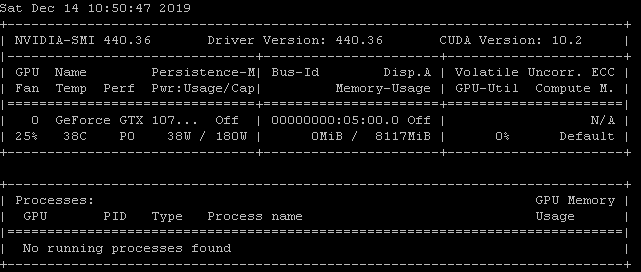 Sat Dec 14 10:50:47 2019
+-----------------------------------------------------------------------------+
| NVIDIA-SMI 440.36       Driver Version: 440.36       CUDA Version: 10.2     |
|-------------------------------+----------------------+----------------------+
| GPU  Name        Persistence-M| Bus-Id        Disp.A | Volatile Uncorr. ECC |
| Fan  Temp  Perf  Pwr:Usage/Cap|         Memory-Usage | GPU-Util  Compute M. |
|===============================+======================+======================|
|   0  GeForce GTX 107...  Off  | 00000000:05:00.0 Off |                  N/A |
| 25%   38C    P0    38W / 180W |      0MiB /  8117MiB |      0%      Default |
+-------------------------------+----------------------+----------------------+
+-----------------------------------------------------------------------------+
| Processes:                                                       GPU Memory |
|  GPU       PID   Type   Process name                             Usage      |
|=============================================================================|
|  No running processes found                                                 |
+-----------------------------------------------------------------------------+